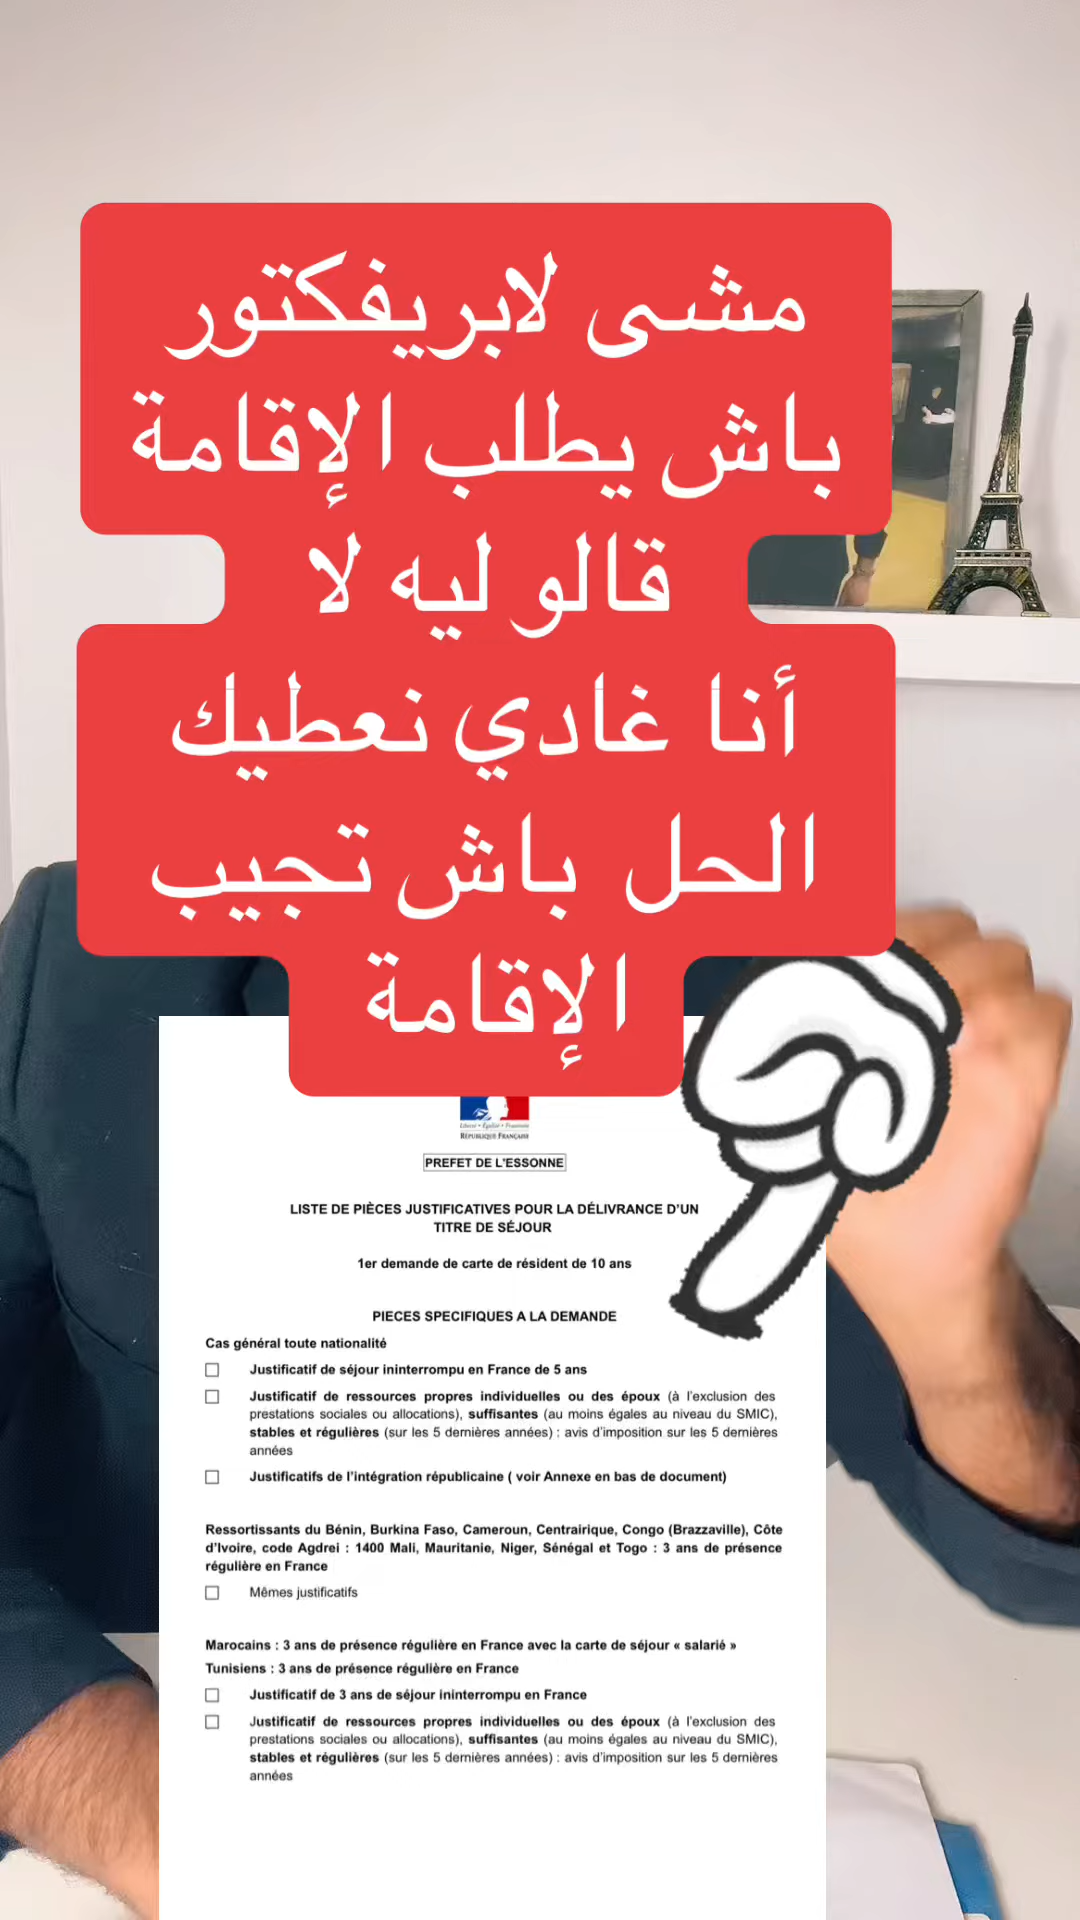 مشى لابريفكتور
باش يطلب الإقامة
قالو ليه لا
أنا غادي نعطيك
الحل باش تجيب
الإقامة
Liberté • Égalité • Fraternité
RÉPUBLIQUE FRANÇAISE
PREFET DE L'ESSONNE
LISTE DE PIÈCES JUSTIFICATIVES POUR LA DÉLIVRANCE D'UN
TITRE DE SÉJOUR
1er demande de carte de résident de 10 ans
PIECES SPECIFIQUES A LA DEMANDE
Cas général toute nationalité
Justificatif de séjour ininterrompu en France de 5 ans
Justificatif de ressources propres individuelles ou des époux (à l'exclusion des
prestations sociales ou allocations), suffisantes (au moins égales au niveau du SMIC),
stables et régulières (sur les 5 dernières années) : avis d'imposition sur les 5 dernières
années
Justificatifs de l'intégration républicaine ( voir Annexe en bas de document)
Ressortissants du Bénin, Burkina Faso, Cameroun, Centrairique, Congo (Brazzaville), Côte
d'Ivoire, code Agdrei : 1400 Mali, Mauritanie, Niger, Sénégal et Togo : 3 ans de présence
régulière en France
Mêmes justificatifs
Marocains : 3 ans de présence régulière en France avec la carte de séjour « salarié »
Tunisiens : 3 ans de présence régulière en France
Justificatif de 3 ans de séjour ininterrompu en France
Justificatif de ressources propres individuelles ou des époux (à l'exclusion des
prestations sociales ou allocations), suffisantes (au moins égales au niveau du SMIC),
stables et régulières (sur les 5 dernières années) : avis d'imposition sur les 5 dernières
années